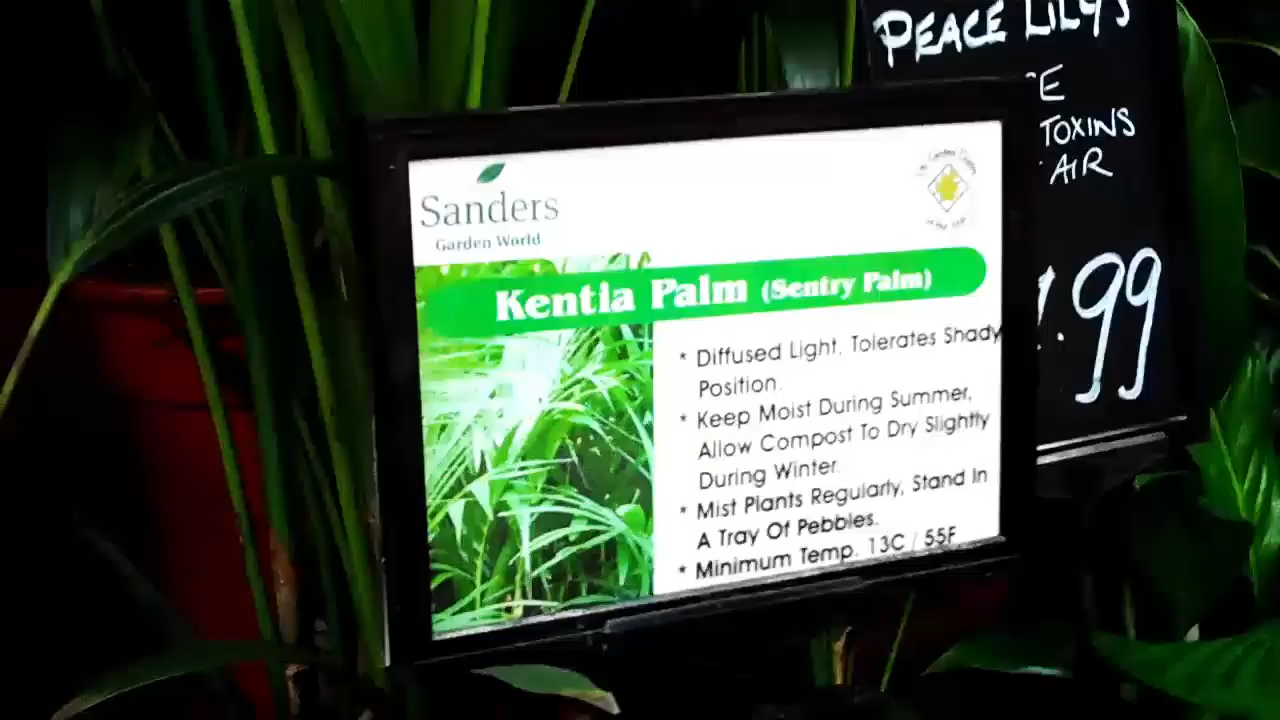 PEACE LILYS
E
TOXINS
AIR
.99
Sanders
Garden World
Kentia Palm (Sentry Palm)
* Diffused Light, Tolerates Shady
Position.
* Keep Moist During Summer,
Allow Compost To Dry Slightly
During Winter.
* Mist Plants Regularly, Stand In
A Tray Of Pebbles.
* Minimum Temp. 13C / 55F